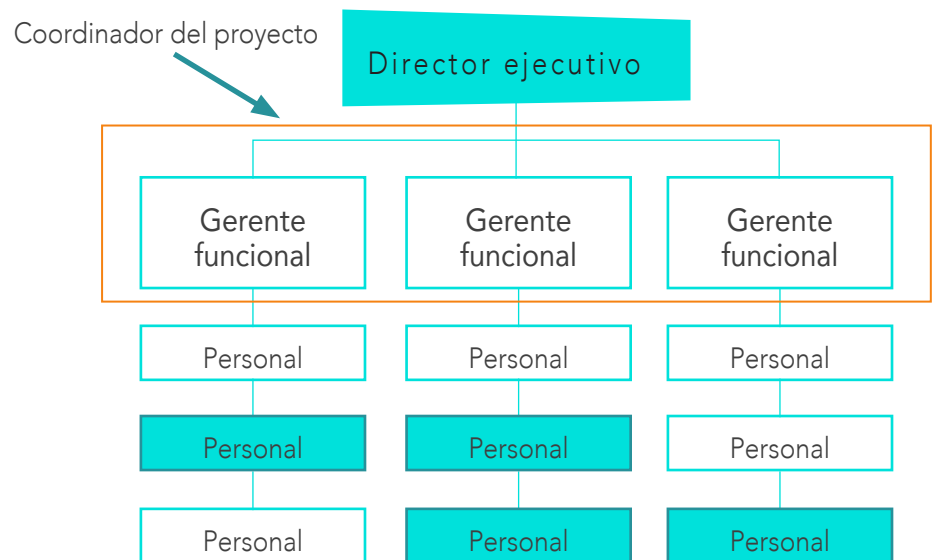 Coordinador del proyecto
Director ejecutivo
Gerente
funcional
Gerente
funcional
Gerente
funcional
Personal
Personal
Personal
Personal
Personal
Personal
Personal
Personal
Personal